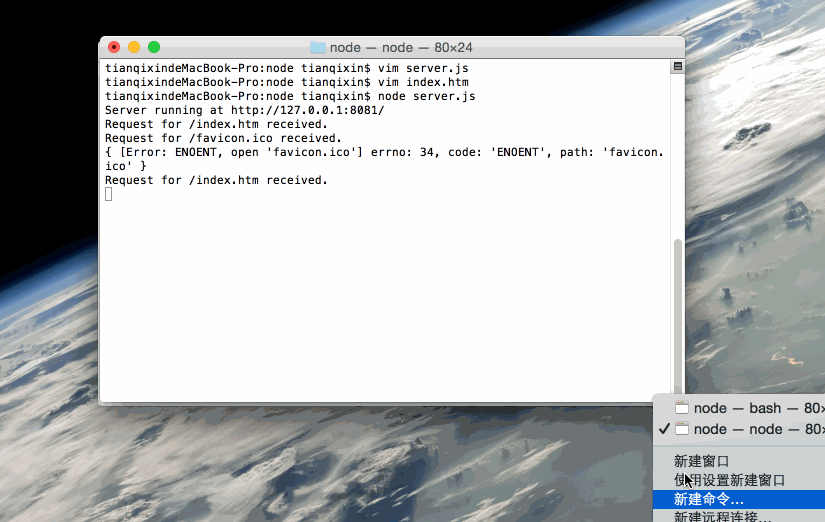 node — node — 80×24
tianqixindeMacBook-Pro:node tianqixin$ vim server.js
tianqixindeMacBook-Pro:node tianqixin$ vim index.htm
tianqixindeMacBook-Pro:node tianqixin$ node server.js
Server running at http://127.0.0.1:8081/
Request for /index.htm received.
Request for /favicon.ico received.
{ [Error: ENOENT, open 'favicon.ico'] errno: 34, code: 'ENOENT', path: 'favicon.
ico' }
Request for /index.htm received.
node — bash — 80×
node — node — 80×
新建窗口
使用设置新建窗口
新建命令...
新建远程连接...